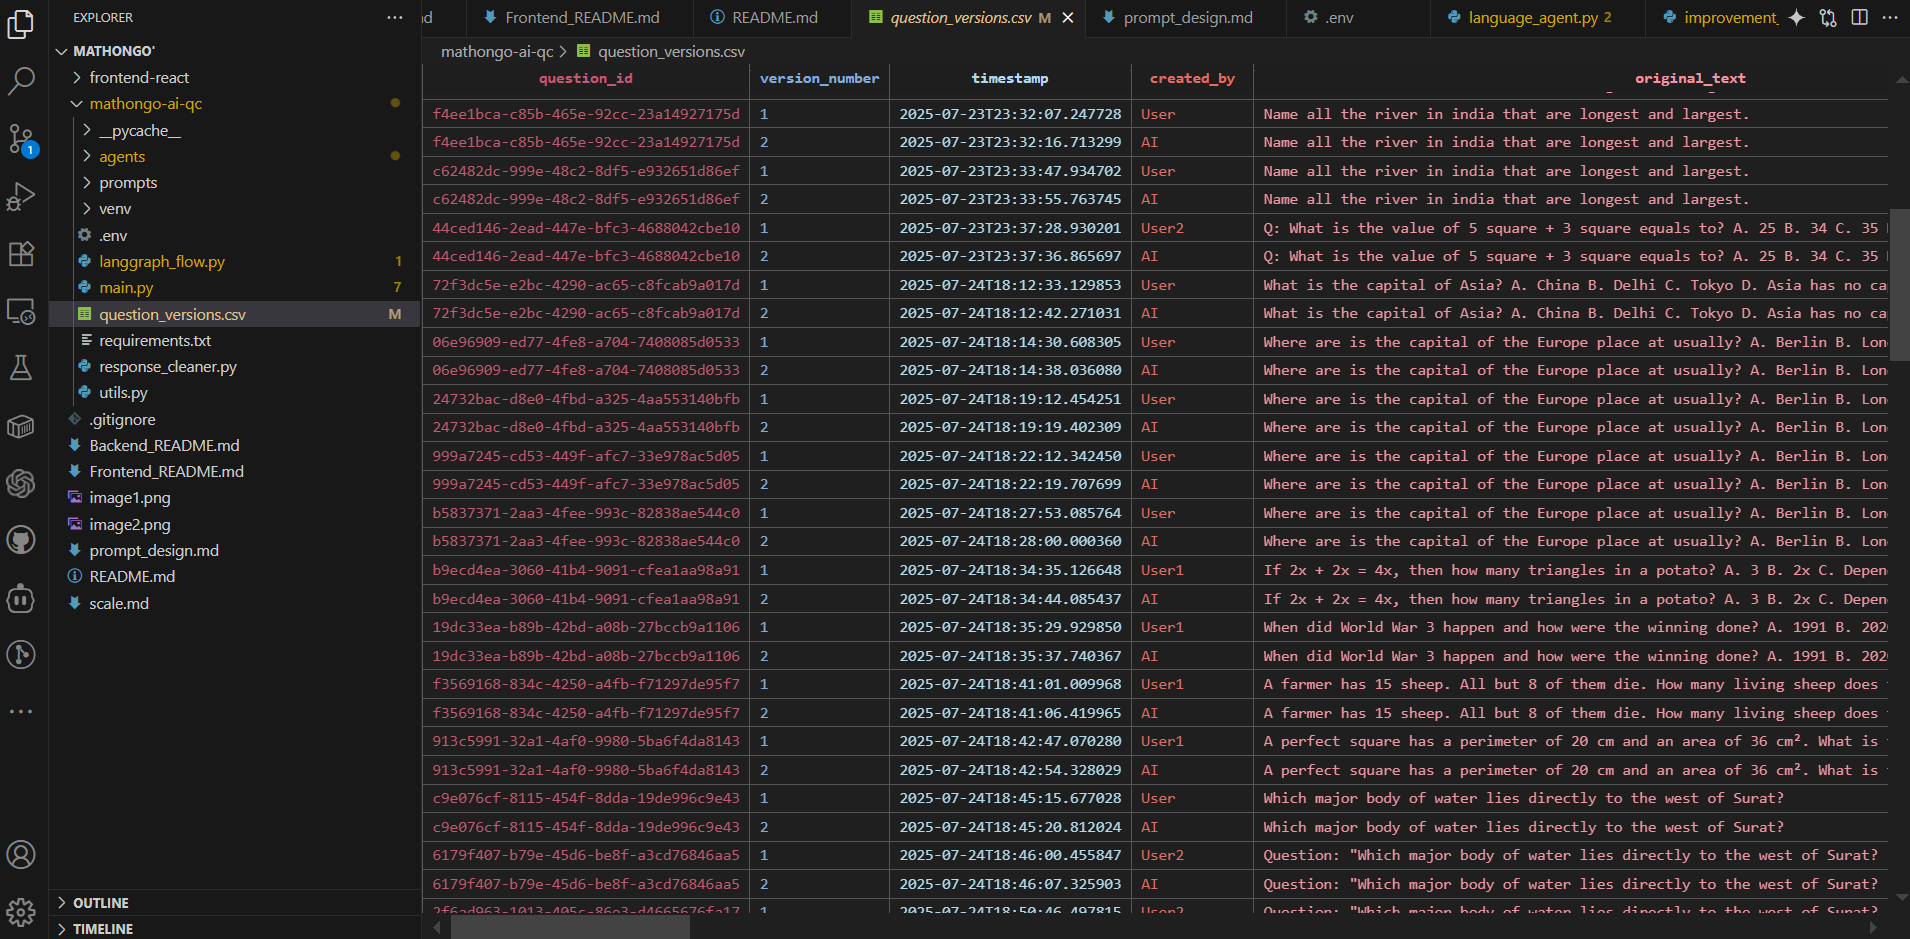 EXPLORER
MATHONGO'
frontend-react
mathongo-ai-qc
__pycache__
agents
prompts
venv
.env
langgraph_flow.py 1
main.py 7
question_versions.csv M
requirements.txt
response_cleaner.py
utils.py
.gitignore
Backend_README.md
Frontend_README.md
image1.png
image2.png
prompt_design.md
README.md
scale.md
OUTLINE
TIMELINE
1
Frontend_README.md README.md question_versions.csv M prompt_design.md .env language_agent.py 2 improvement_
mathongo-ai-qc > question_versions.csv
question_id version_number timestamp created_by original_text
f4ee1bca-c85b-465e-92cc-23a14927175d 1 2025-07-23T23:32:07.247728 User Name all the river in india that are longest and largest.
f4ee1bca-c85b-465e-92cc-23a14927175d 2 2025-07-23T23:32:16.713299 AI Name all the river in india that are longest and largest.
c62482dc-999e-48c2-8df5-e932651d86ef 1 2025-07-23T23:33:47.934702 User Name all the river in india that are longest and largest.
c62482dc-999e-48c2-8df5-e932651d86ef 2 2025-07-23T23:33:55.763745 AI Name all the river in india that are longest and largest.
44ced146-2ead-447e-bfc3-4688042cbe10 1 2025-07-23T23:37:28.930201 User2 Q: What is the value of 5 square + 3 square equals to? A. 25 B. 34 C. 35
44ced146-2ead-447e-bfc3-4688042cbe10 2 2025-07-23T23:37:36.865697 AI Q: What is the value of 5 square + 3 square equals to? A. 25 B. 34 C. 35
72f3dc5e-e2bc-4290-ac65-c8fcab9a017d 1 2025-07-24T18:12:33.129853 User What is the capital of Asia? A. China B. Delhi C. Tokyo D. Asia has no ca
72f3dc5e-e2bc-4290-ac65-c8fcab9a017d 2 2025-07-24T18:12:42.271031 AI What is the capital of Asia? A. China B. Delhi C. Tokyo D. Asia has no ca
06e96909-ed77-4fe8-a704-7408085d0533 1 2025-07-24T18:14:30.608305 User Where are is the capital of the Europe place at usually? A. Berlin B. Lon
06e96909-ed77-4fe8-a704-7408085d0533 2 2025-07-24T18:14:38.036080 AI Where are is the capital of the Europe place at usually? A. Berlin B. Lon
24732bac-d8e0-4fbd-a325-4aa553140bfb 1 2025-07-24T18:19:12.454251 User Where are is the capital of the Europe place at usually? A. Berlin B. Lon
24732bac-d8e0-4fbd-a325-4aa553140bfb 2 2025-07-24T18:19:19.402309 AI Where are is the capital of the Europe place at usually? A. Berlin B. Lon
999a7245-cd53-449f-afc7-33e978ac5d05 1 2025-07-24T18:22:12.342450 User Where are is the capital of the Europe place at usually? A. Berlin B. Lon
999a7245-cd53-449f-afc7-33e978ac5d05 2 2025-07-24T18:22:19.707699 AI Where are is the capital of the Europe place at usually? A. Berlin B. Lon
b5837371-2aa3-4fee-993c-82838ae544c0 1 2025-07-24T18:27:53.085764 User Where are is the capital of the Europe place at usually? A. Berlin B. Lon
b5837371-2aa3-4fee-993c-82838ae544c0 2 2025-07-24T18:28:00.000360 AI Where are is the capital of the Europe place at usually? A. Berlin B. Lon
b9ecd4ea-3060-41b4-9091-cfea1aa98a91 1 2025-07-24T18:34:35.126648 User1 If 2x + 2x = 4x, then how many triangles in a potato? A. 3 B. 2x C. Depen
b9ecd4ea-3060-41b4-9091-cfea1aa98a91 2 2025-07-24T18:34:44.085437 AI If 2x + 2x = 4x, then how many triangles in a potato? A. 3 B. 2x C. Depen
19dc33ea-b89b-42bd-a08b-27bccb9a1106 1 2025-07-24T18:35:29.929850 User1 When did World War 3 happen and how were the winning done? A. 1991 B. 202
19dc33ea-b89b-42bd-a08b-27bccb9a1106 2 2025-07-24T18:35:37.740367 AI When did World War 3 happen and how were the winning done? A. 1991 B. 202
f3569168-834c-4250-a4fb-f71297de95f7 1 2025-07-24T18:41:01.009968 User1 A farmer has 15 sheep. All but 8 of them die. How many living sheep does
f3569168-834c-4250-a4fb-f71297de95f7 2 2025-07-24T18:41:06.419965 AI A farmer has 15 sheep. All but 8 of them die. How many living sheep does
913c5991-32a1-4af0-9980-5ba6f4da8143 1 2025-07-24T18:42:47.070280 User1 A perfect square has a perimeter of 20 cm and an area of 36 cm². What is
913c5991-32a1-4af0-9980-5ba6f4da8143 2 2025-07-24T18:42:54.328029 AI A perfect square has a perimeter of 20 cm and an area of 36 cm². What is
c9e076cf-8115-454f-8dda-19de996c9e43 1 2025-07-24T18:45:15.677028 User Which major body of water lies directly to the west of Surat?
c9e076cf-8115-454f-8dda-19de996c9e43 2 2025-07-24T18:45:20.812024 AI Which major body of water lies directly to the west of Surat?
6179f407-b79e-45d6-be8f-a3cd76846aa5 1 2025-07-24T18:46:00.455847 User2 Question: "Which major body of water lies directly to the west of Surat?
6179f407-b79e-45d6-be8f-a3cd76846aa5 2 2025-07-24T18:46:07.325903 AI Question: "Which major body of water lies directly to the west of Surat?
2f6ad963-1013-405c-86e3-d4665676fa17 1 2025-07-24T18:50:46.497815 User2 Question: "Which major body of water lies directly to the west of Surat?